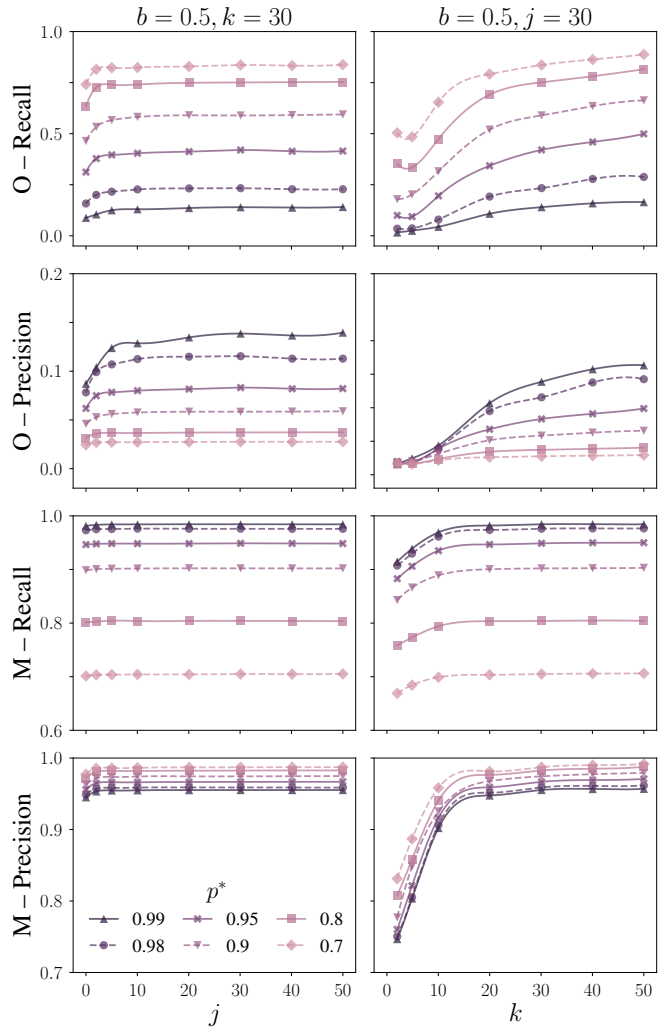 b = 0.5, k = 30
b = 0.5, j = 30
O − Recall
1.0
0.5
0.0
O − Precision
0.2
0.1
0.0
M − Recall
1.0
0.8
0.6
M − Precision
1.0
0.9
0.8
0.7
p*
0.99 0.95 0.8
0.98 0.9 0.7
0 10 20 30 40 50
0 10 20 30 40 50
j
k